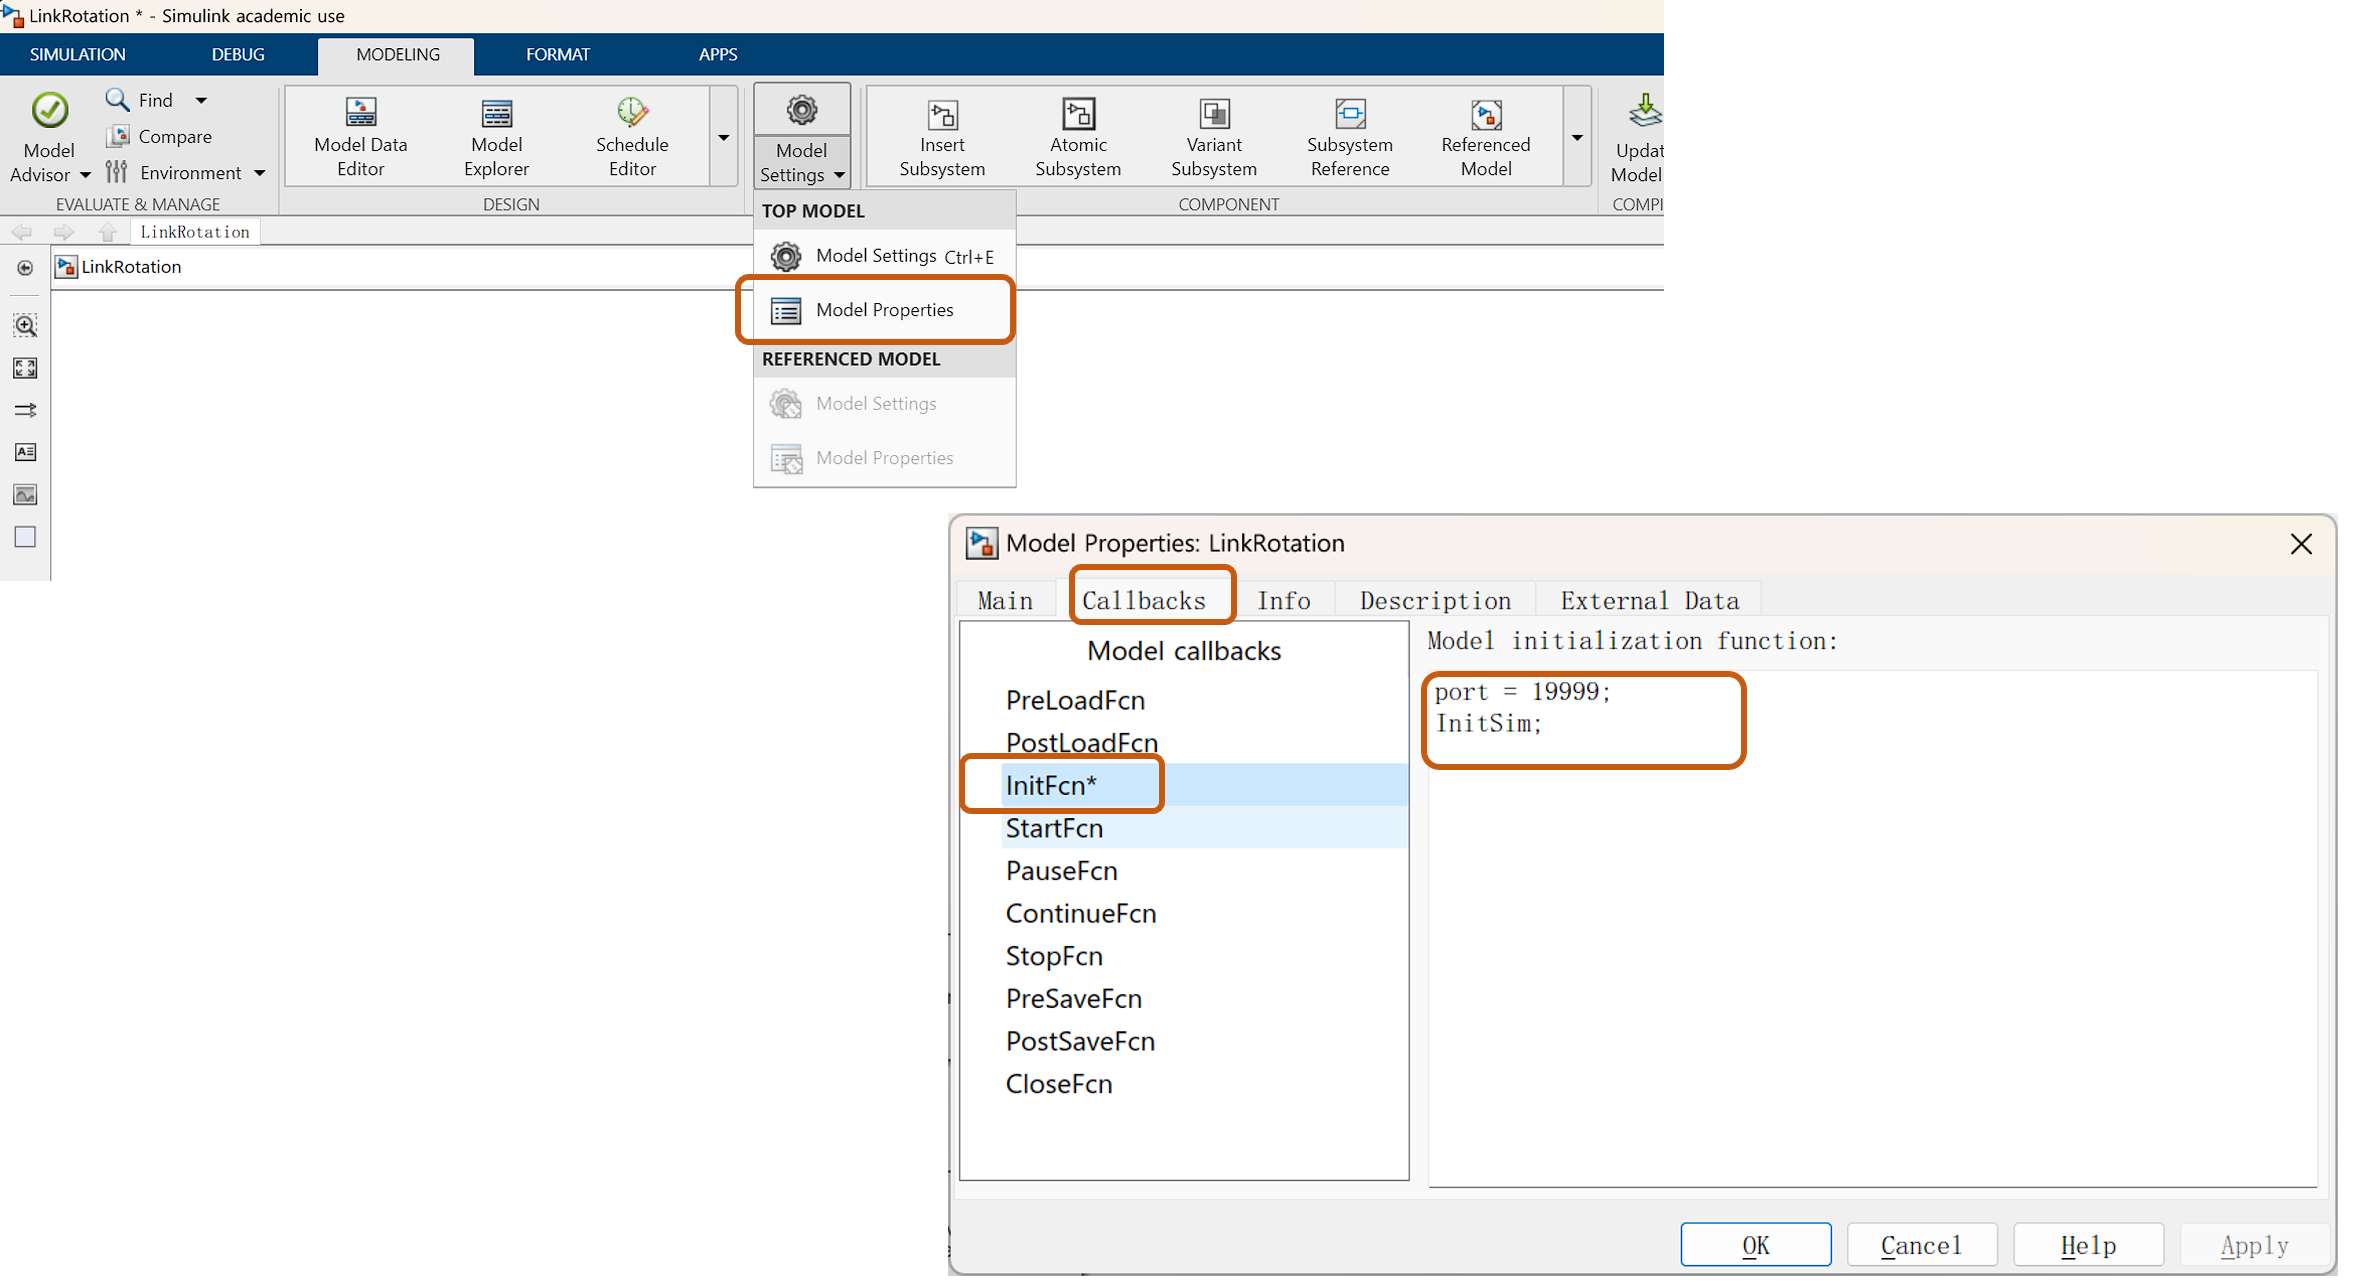 LinkRotation * - Simulink academic use
SIMULATION DEBUG MODELING FORMAT APPS
Model Advisor
Find
Compare
Environment
EVALUATE & MANAGE
Model Data Editor
Model Explorer
Schedule Editor
DESIGN
Model Settings
Insert Subsystem
Atomic Subsystem
Variant Subsystem
Subsystem Reference
Referenced Model
COMPONENT
Updat
Model
COMPI
LinkRotation
LinkRotation
TOP MODEL
Model Settings Ctrl+E
Model Properties
REFERENCED MODEL
Model Settings
Model Properties
Model Properties: LinkRotation
Main Callbacks Info Description External Data
Model callbacks
PreLoadFcn
PostLoadFcn
InitFcn*
StartFcn
PauseFcn
ContinueFcn
StopFcn
PreSaveFcn
PostSaveFcn
CloseFcn
Model initialization function:
port = 19999;
InitSim;
OK Cancel Help Apply